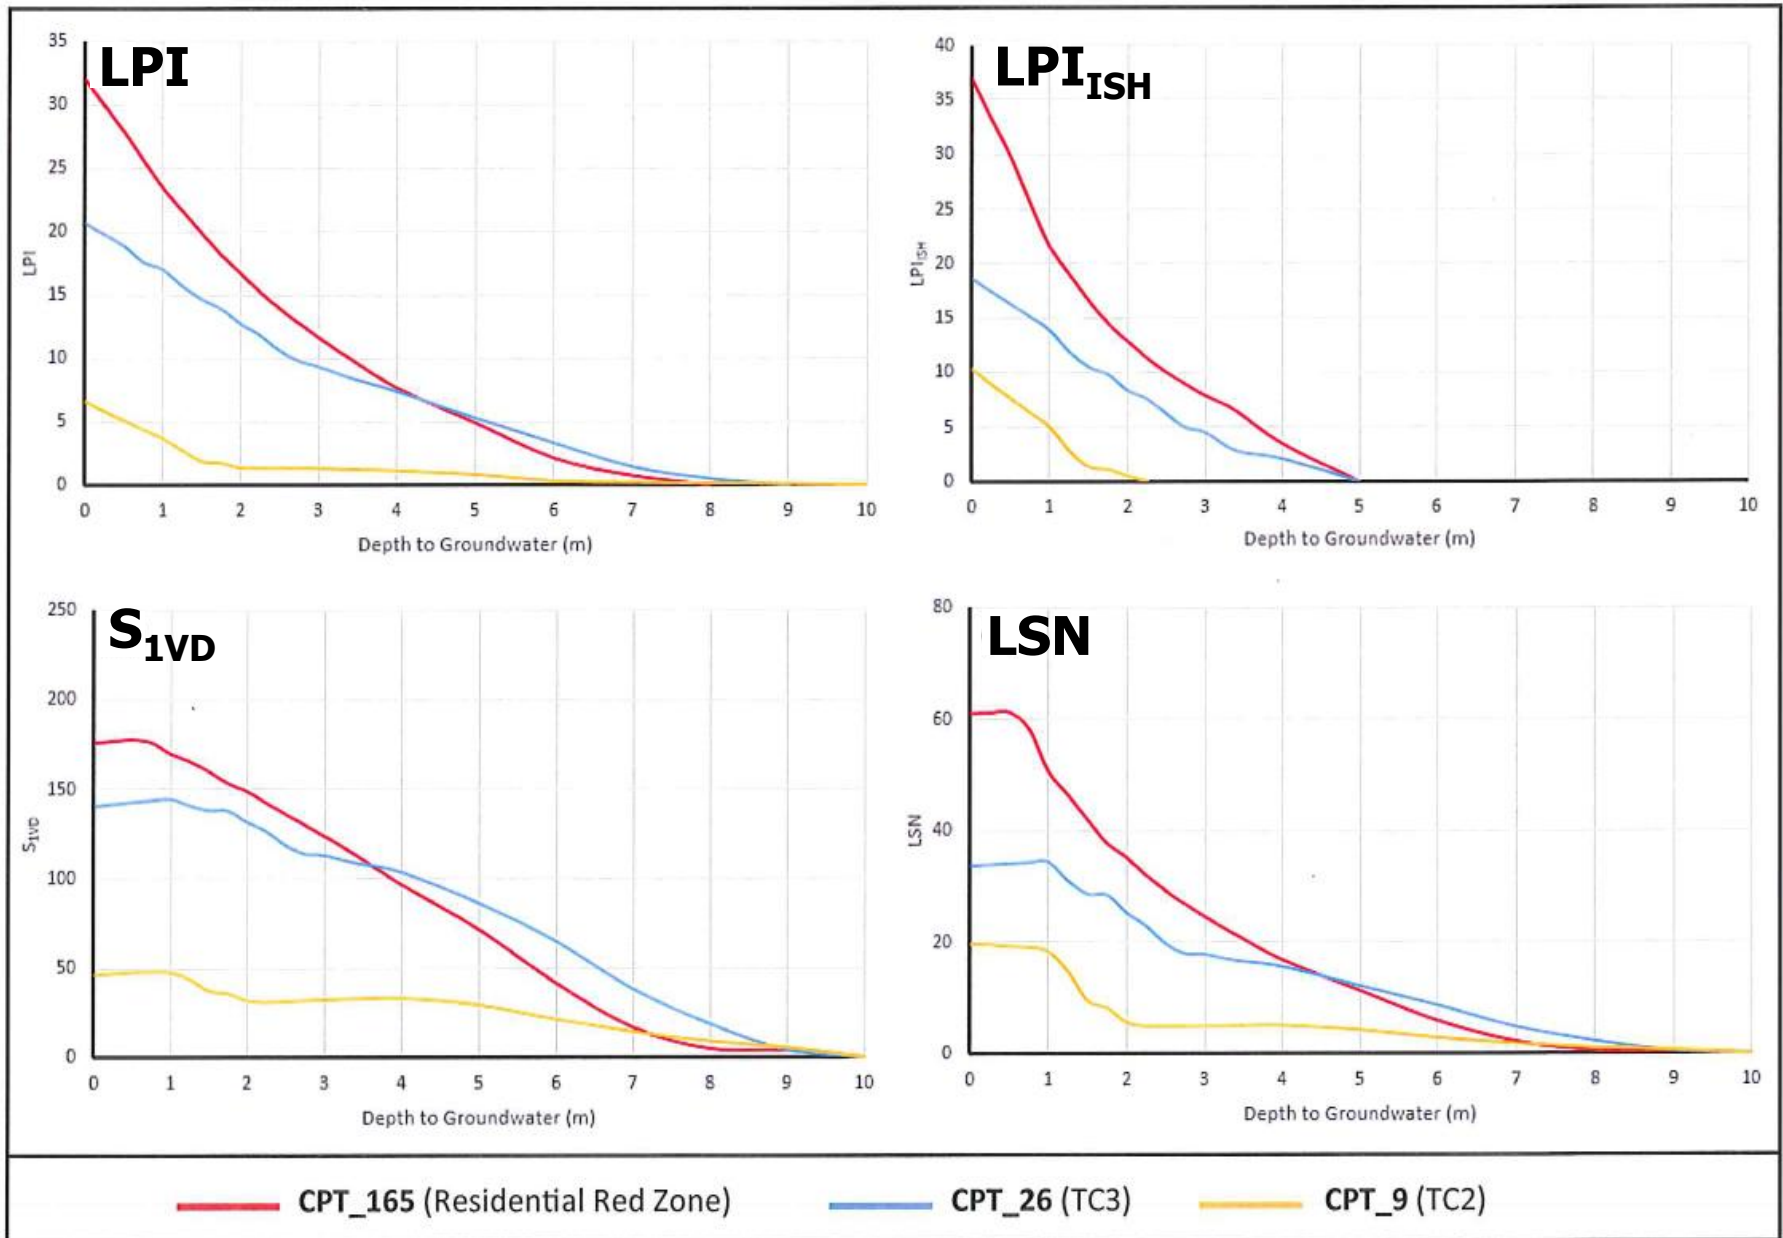 LPI
35
30
25
20
15
10
5
0
LPI
0 1 2 3 4 5 6 7 8 9 10
Depth to Groundwater (m)
LPI_ISH
40
35
30
25
20
15
10
5
0
LPI_ISH
0 1 2 3 4 5 6 7 8 9 10
Depth to Groundwater (m)
S_1VD
250
200
150
100
50
0
S_1VD
0 1 2 3 4 5 6 7 8 9 10
Depth to Groundwater (m)
LSN
80
60
40
20
0
LSN
0 1 2 3 4 5 6 7 8 9 10
Depth to Groundwater (m)
CPT_165 (Residential Red Zone) CPT_26 (TC3) CPT_9 (TC2)